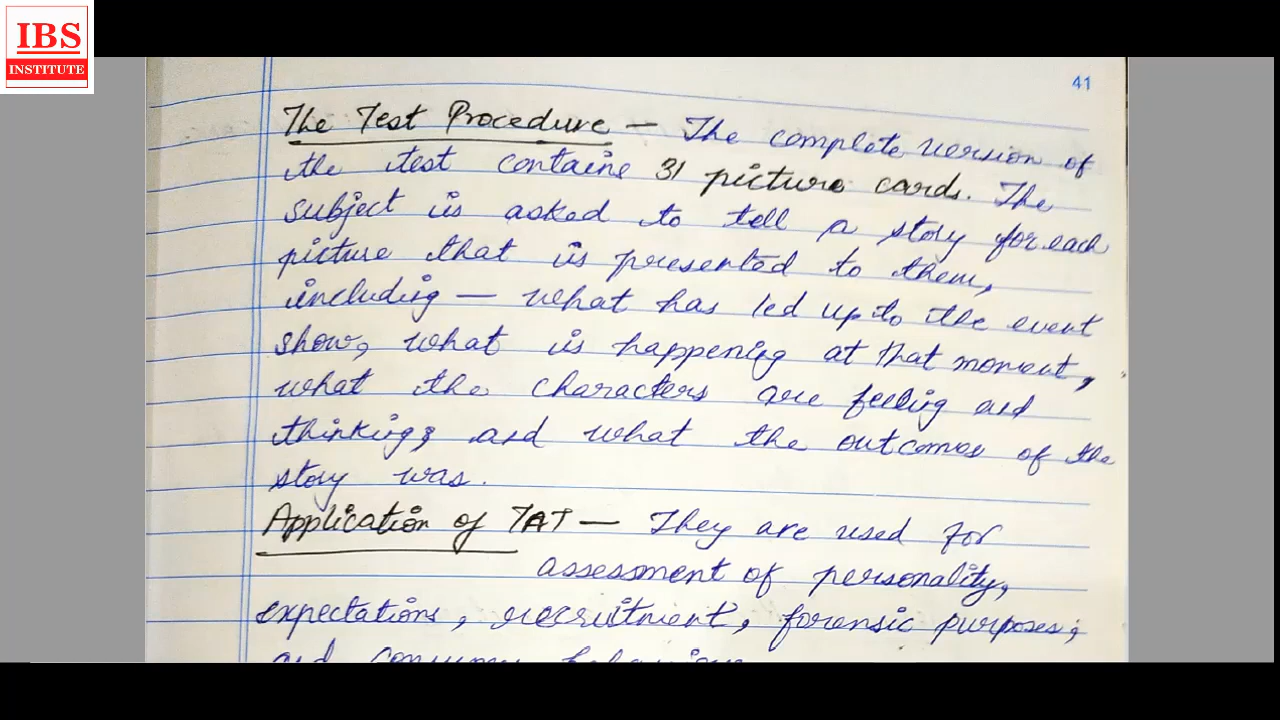 IBS
INSTITUTE
41
The Test Procedure — The complete version of
the test contains 31 picture cards. The
subject is asked to tell a story for each
picture that is presented to them,
including — what has led up to the event
show, what is happening at that moment,
what the characters are feeling and
thinking, and what the outcomes of the
story was.
Application of TAT — They are used for
assessment of personality,
expectations, recruitment, forensic purposes,
and consumer behaviour